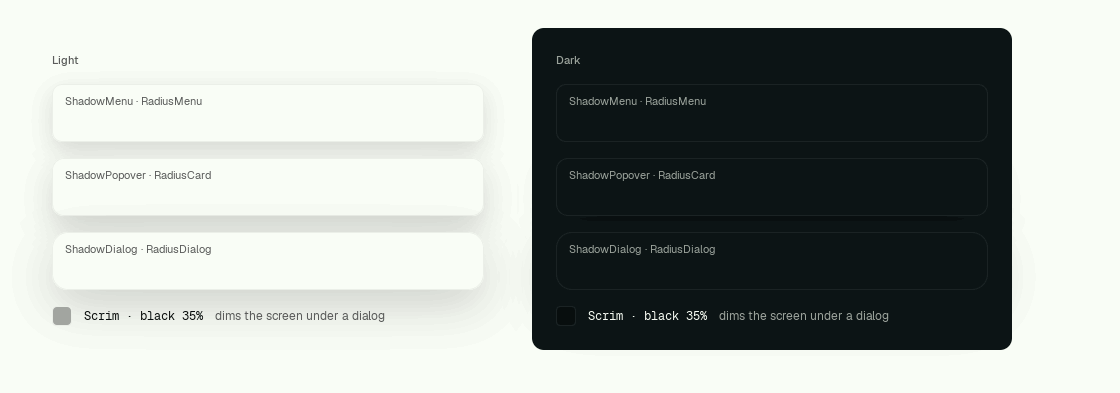 Light
ShadowMenu · RadiusMenu
ShadowPopover · RadiusCard
ShadowDialog · RadiusDialog
Scrim · black 35% dims the screen under a dialog
Dark
ShadowMenu · RadiusMenu
ShadowPopover · RadiusCard
ShadowDialog · RadiusDialog
Scrim · black 35% dims the screen under a dialog